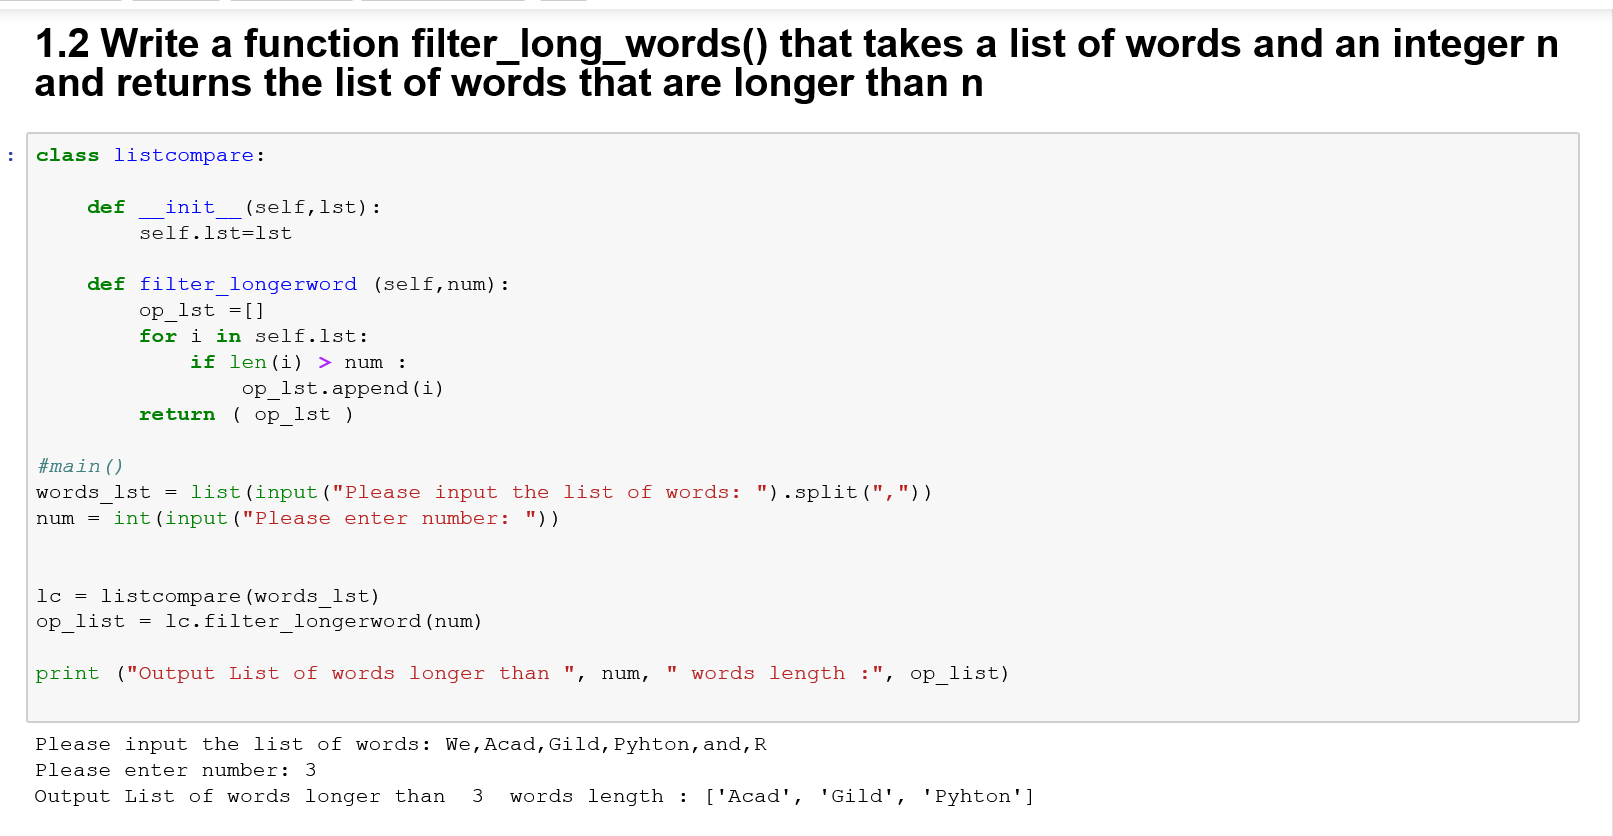 1.2 Write a function filter_long_words() that takes a list of words and an integer n
and returns the list of words that are longer than n
:
class listcompare:
    def __init__(self,lst):
        self.lst=lst
    def filter_longerword (self,num):
        op_lst =[]
        for i in self.lst:
            if len(i) > num :
                op_lst.append(i)
        return ( op_lst )
#main()
words_lst = list(input("Please input the list of words: ").split(","))
num = int(input("Please enter number: "))
lc = listcompare(words_lst)
op_list = lc.filter_longerword(num)
print ("Output List of words longer than ", num, " words length :", op_list)
Please input the list of words: We,Acad,Gild,Pyhton,and,R
Please enter number: 3
Output List of words longer than  3  words length : ['Acad', 'Gild', 'Pyhton']